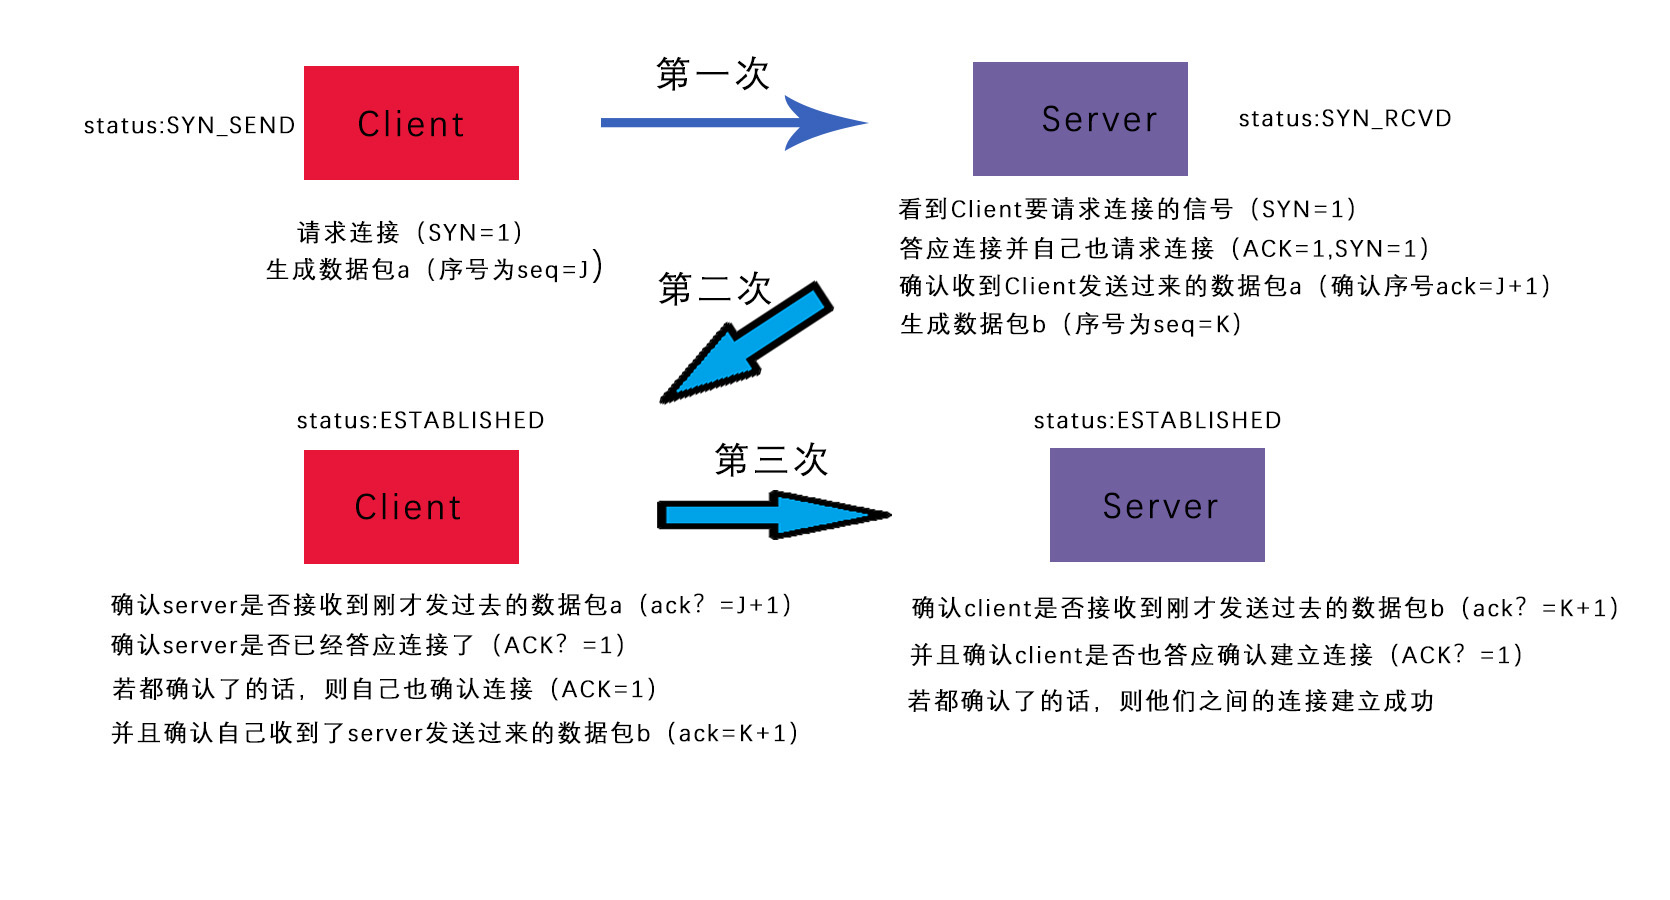 第一次
status:SYN_SEND
Client
Server
status:SYN_RCVD
请求连接（SYN=1）
生成数据包a（序号为seq=J）
看到Client要请求连接的信号（SYN=1）
答应连接并自己也请求连接（ACK=1,SYN=1）
确认收到Client发送过来的数据包a（确认序号ack=J+1）
生成数据包b（序号为seq=K）
第二次
status:ESTABLISHED
status:ESTABLISHED
第三次
Client
Server
确认server是否接收到刚才发过去的数据包a（ack？=J+1）
确认server是否已经答应连接了（ACK？=1）
若都确认了的话，则自己也确认连接（ACK=1）
并且确认自己收到了server发送过来的数据包b（ack=K+1）
确认client是否接收到刚才发送过去的数据包b（ack？=K+1）
并且确认client是否也答应确认建立连接（ACK？=1）
若都确认了的话，则他们之间的连接建立成功